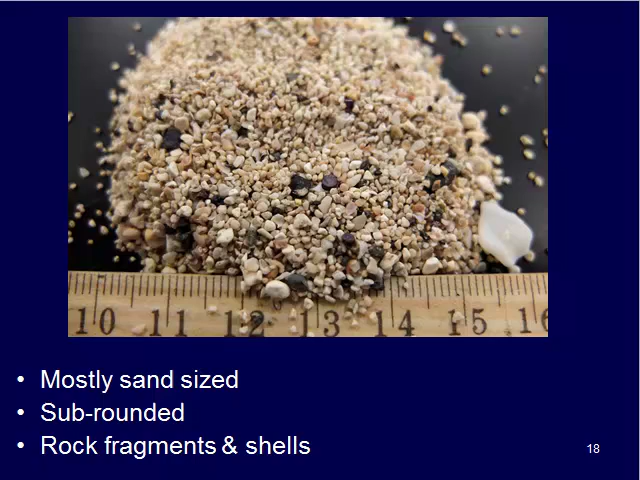 10 11 12 13 14 15 16
• Mostly sand sized
• Sub-rounded
• Rock fragments & shells
18